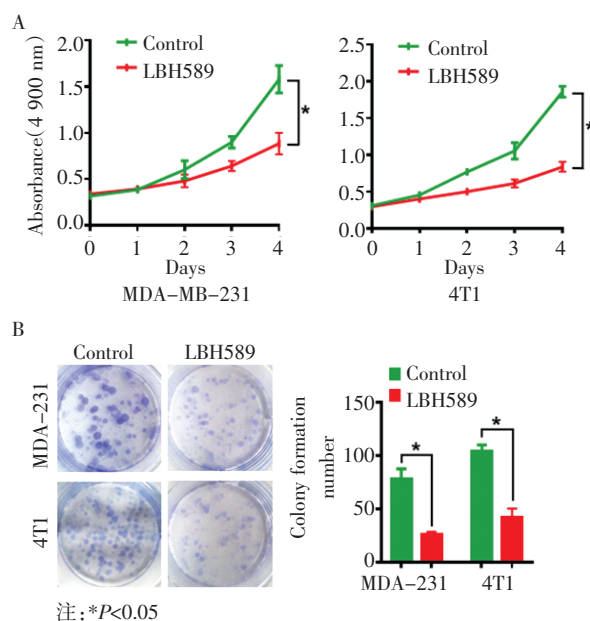 A
Absorbance(4 900 nm)
2.0
1.5
1.0
0.5
0.0
Control
LBH589
*
0 1 2 3 4
Days
MDA-MB-231
2.5
2.0
1.5
1.0
0.5
0.0
Control
LBH589
*
0 1 2 3 4
Days
4T1
B
Control LBH589
MDA-231
4T1
Control
LBH589
Colony formation
number
150
100
50
0
*
*
MDA-231 4T1
注:*P<0.05